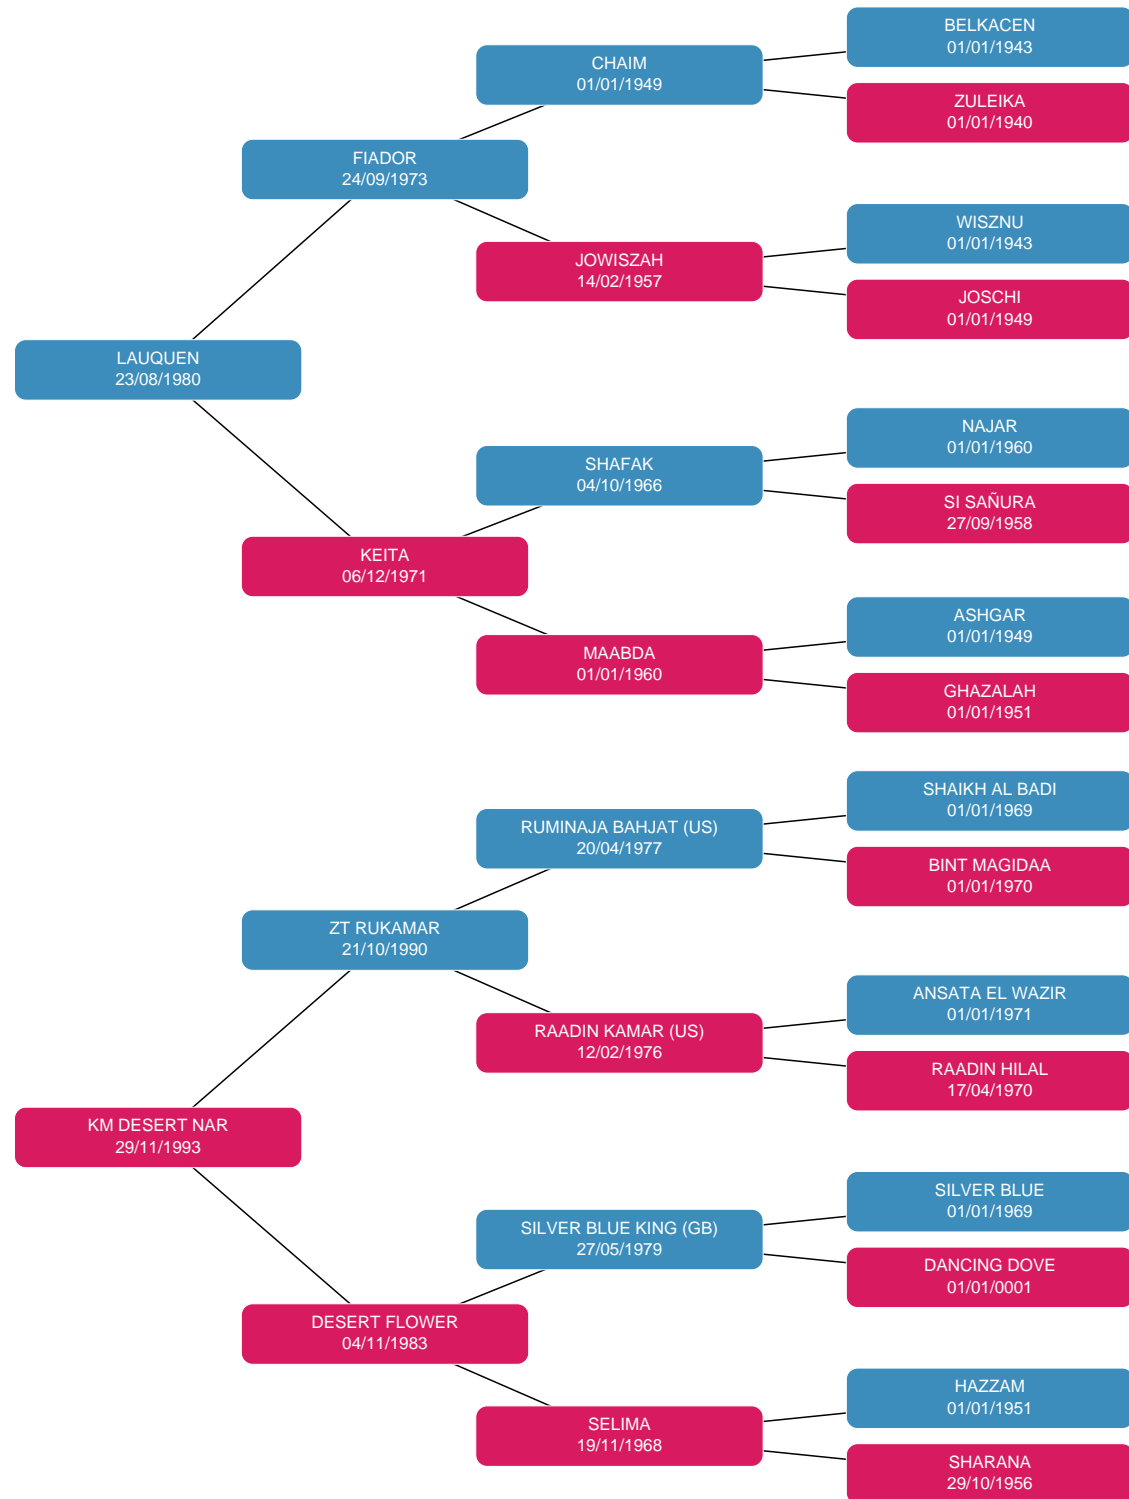 BELKACEN
01/01/1943
CHAIM
01/01/1949
ZULEIKA
01/01/1940
FIADOR
24/09/1973
WISZNU
01/01/1943
JOWISZAH
14/02/1957
JOSCHI
01/01/1949
LAUQUEN
23/08/1980
NAJAR
01/01/1960
SHAFAK
04/10/1966
SI SAÑURA
27/09/1958
KEITA
06/12/1971
ASHGAR
01/01/1949
MAABDA
01/01/1960
GHAZALAH
01/01/1951
SHAIKH AL BADI
01/01/1969
RUMINAJA BAHJAT (US)
20/04/1977
BINT MAGIDAA
01/01/1970
ZT RUKAMAR
21/10/1990
ANSATA EL WAZIR
01/01/1971
RAADIN KAMAR (US)
12/02/1976
RAADIN HILAL
17/04/1970
KM DESERT NAR
29/11/1993
SILVER BLUE
01/01/1969
SILVER BLUE KING (GB)
27/05/1979
DANCING DOVE
01/01/0001
DESERT FLOWER
04/11/1983
HAZZAM
01/01/1951
SELIMA
19/11/1968
SHARANA
29/10/1956